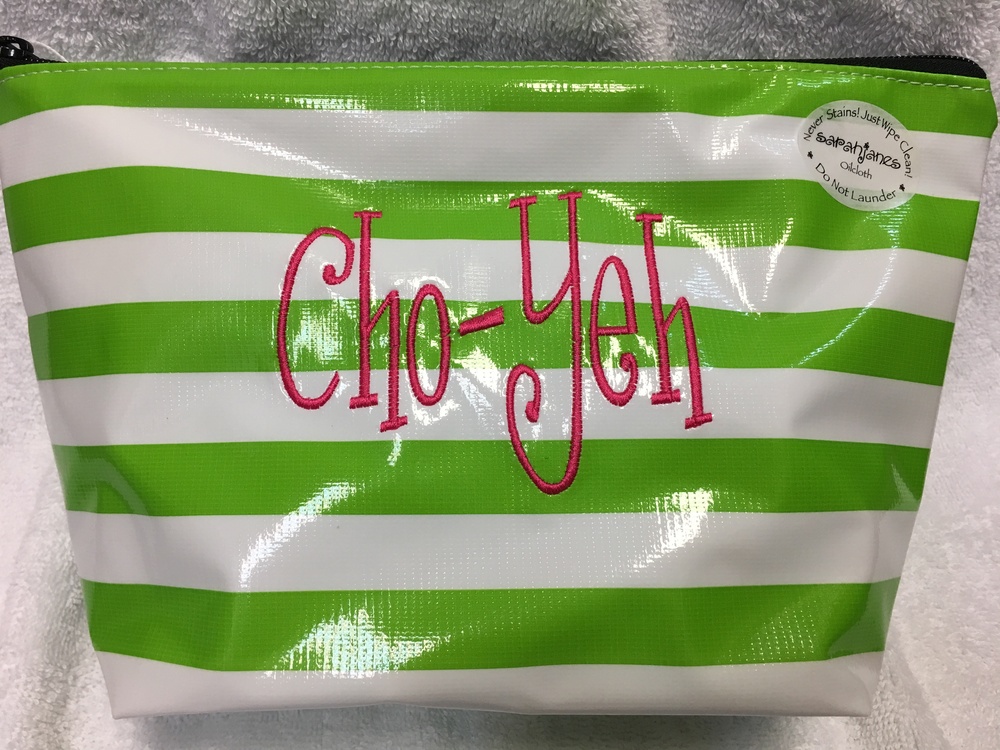 Never Stains! Just Wipe Clean!
sarahjanes
Oilcloth
Do Not Launder
Cho-Yeh